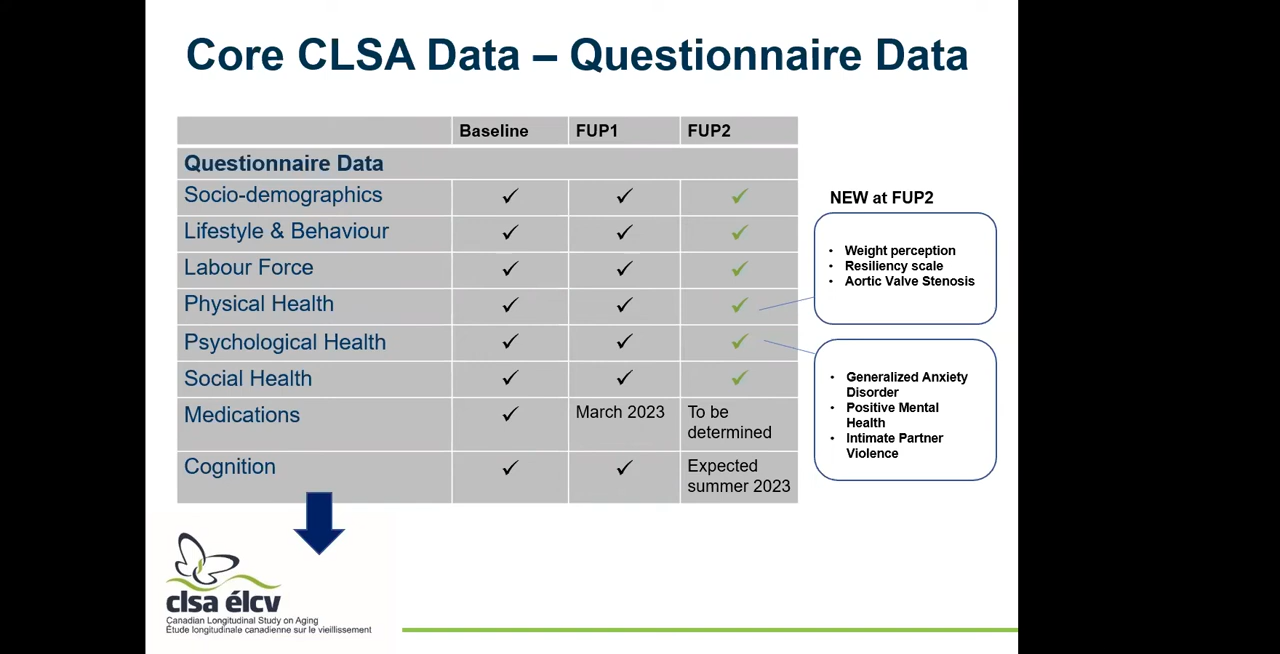 Core CLSA Data – Questionnaire Data
Baseline FUP1 FUP2
Questionnaire Data
Socio-demographics ✓ ✓ ✓
Lifestyle & Behaviour ✓ ✓ ✓
Labour Force ✓ ✓ ✓
Physical Health ✓ ✓ ✓
Psychological Health ✓ ✓ ✓
Social Health ✓ ✓ ✓
Medications ✓ March 2023 To be
determined
Cognition ✓ ✓ Expected
summer 2023
NEW at FUP2
• Weight perception
• Resiliency scale
• Aortic Valve Stenosis
• Generalized Anxiety
Disorder
• Positive Mental
Health
• Intimate Partner
Violence
clsa élcv
Canadian Longitudinal Study on Aging
Étude longitudinale canadienne sur le vieillissement